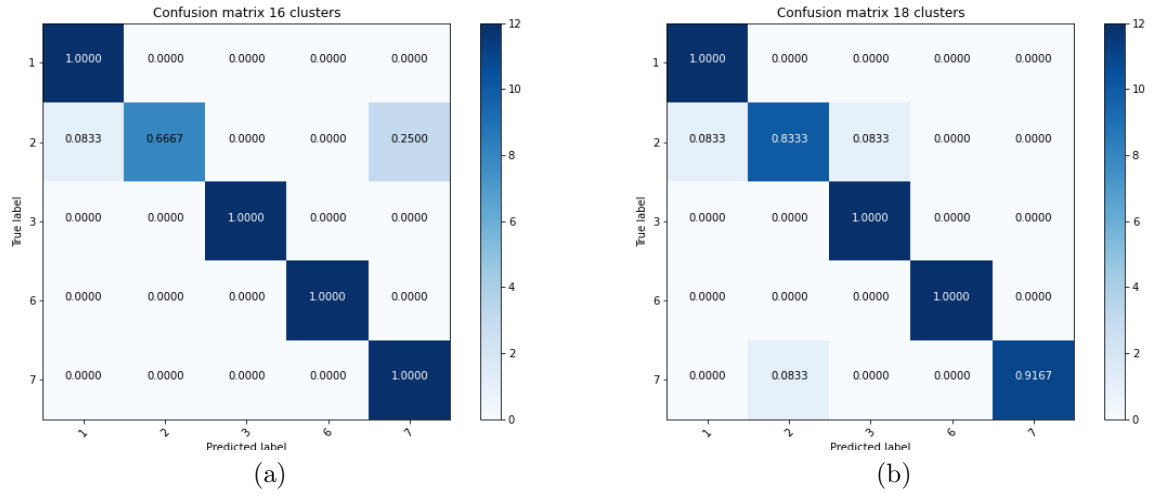 Confusion matrix 16 clusters
12
1 1.0000 0.0000 0.0000 0.0000 0.0000
10
2 0.0833 0.6667 0.0000 0.0000 0.2500
8
True label
3 0.0000 0.0000 1.0000 0.0000 0.0000
6
4
6 0.0000 0.0000 0.0000 1.0000 0.0000
2
7 0.0000 0.0000 0.0000 0.0000 1.0000
0
1 2 3 6 7
Predicted label
(a)
Confusion matrix 18 clusters
12
1 1.0000 0.0000 0.0000 0.0000 0.0000
10
2 0.0833 0.8333 0.0833 0.0000 0.0000
8
True label
3 0.0000 0.0000 1.0000 0.0000 0.0000
6
4
6 0.0000 0.0000 0.0000 1.0000 0.0000
2
7 0.0000 0.0833 0.0000 0.0000 0.9167
0
1 2 3 6 7
Predicted label
(b)